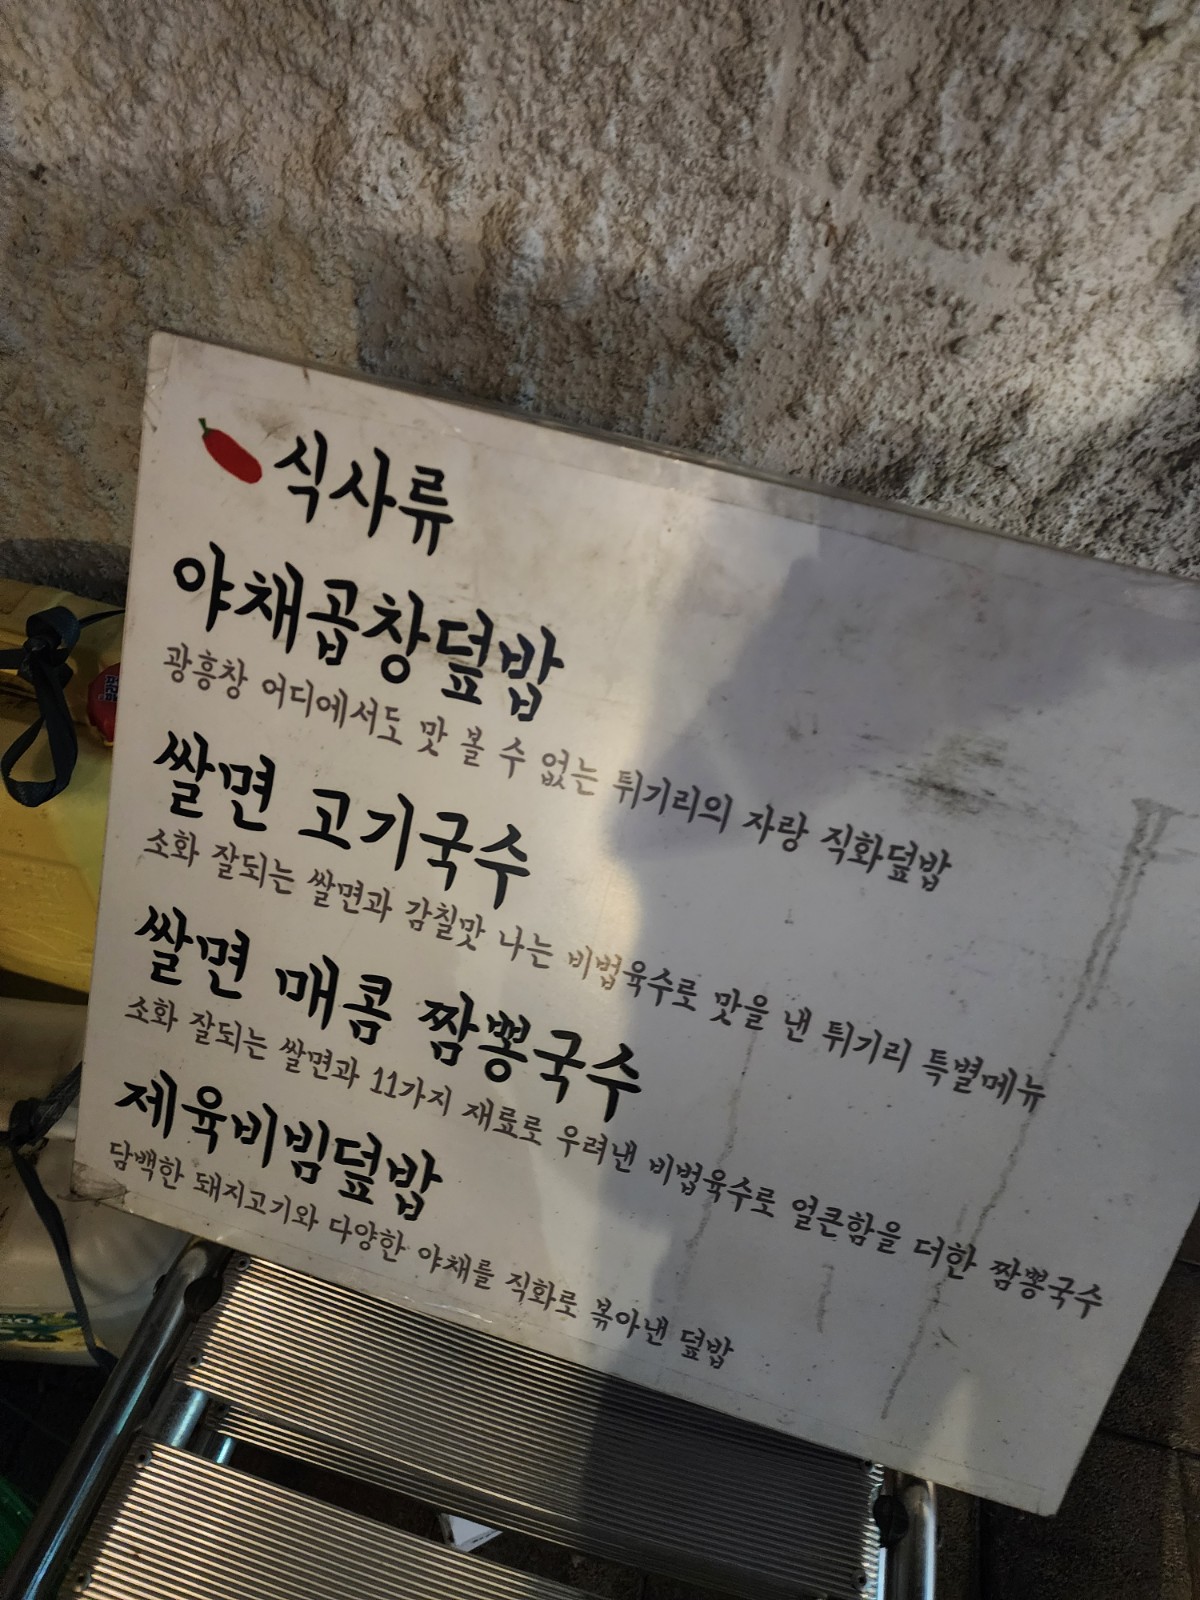 식사류
야채곱창덮밥
광흥창 어디에서도 맛 볼 수 없는 튀기리의 자랑 직화덮밥
쌀면 고기국수
소화 잘되는 쌀면과 감칠맛 나는 비법육수로 맛을 낸 튀기리 특별메뉴
쌀면 매콤 짬뽕국수
소화 잘되는 쌀면과 11가지 재료로 우려낸 비법육수로 얼큰함을 더한 짬뽕국수
제육비빔덮밥
담백한 돼지고기와 다양한 야채를 직화로 볶아낸 덮밥